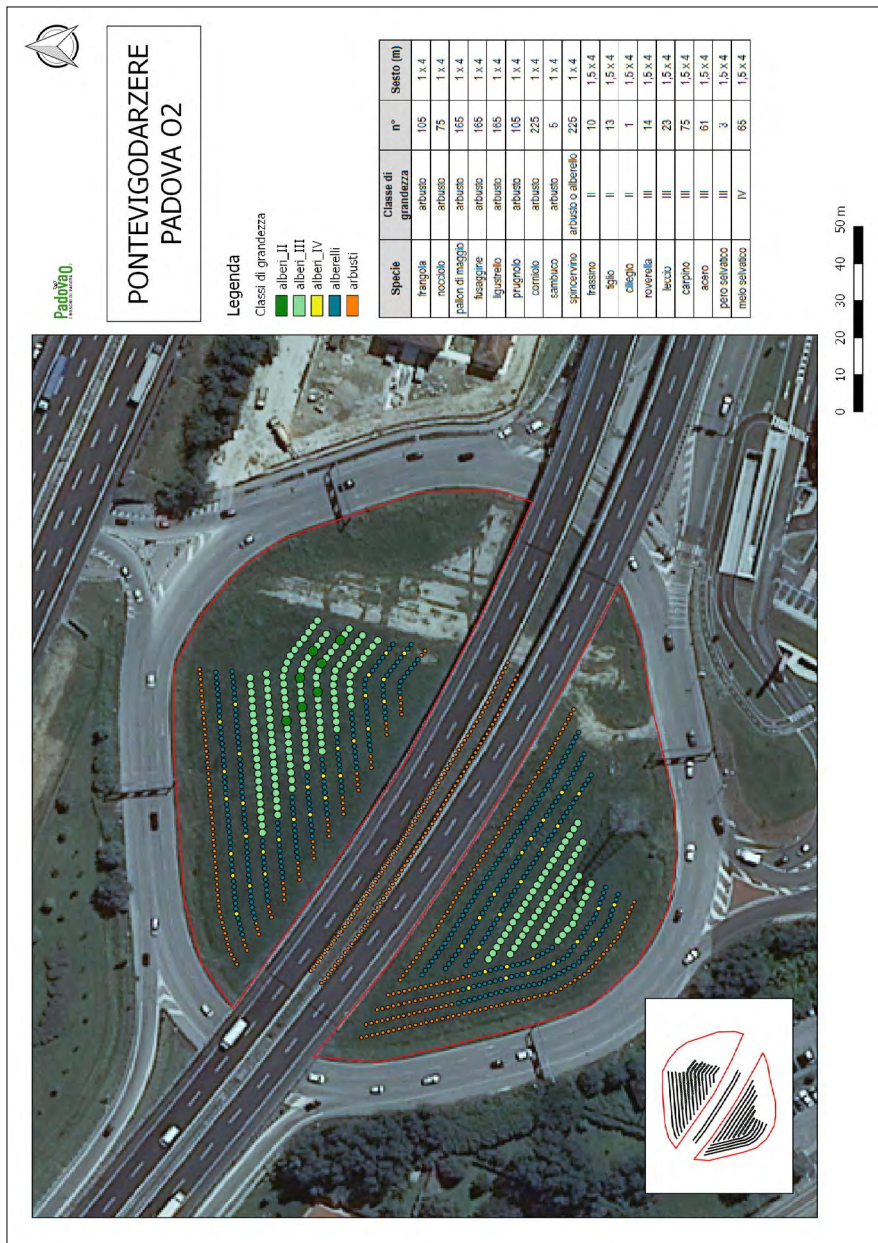 PadovaO2
PONTEVIGODARZERE
PADOVA O2
Legenda
Classi di grandezza
alberi_II
alberi_III
alberi_IV
alberelli
arbusti
Specie Classe di grandezza n° Sesto (m)
frangola arbusto 105 1 x 4
nocciolo arbusto 75 1 x 4
pallon di maggio arbusto 165 1 x 4
fusaggine arbusto 165 1 x 4
ligustrello arbusto 165 1 x 4
prugnolo arbusto 105 1 x 4
corniolo arbusto 225 1 x 4
sambuco arbusto 5 1 x 4
spincervino arbusto o alberello 225 1 x 4
frassino II 10 1,5 x 4
tiglio II 13 1,5 x 4
ciliegio II 1 1,5 x 4
roverella III 14 1,5 x 4
leccio III 23 1,5 x 4
carpino III 75 1,5 x 4
acero III 61 1,5 x 4
pero selvatico III 3 1,5 x 4
melo selvatico IV 65 1,5 x 4
0 10 20 30 40 50 m